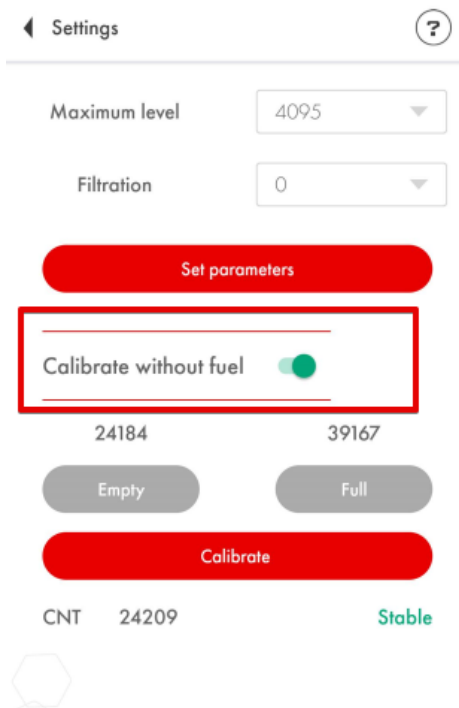 Settings
?
Maximum level 4095
Filtration 0
Set parameters
Calibrate without fuel
24184 39167
Empty Full
Calibrate
CNT 24209 Stable